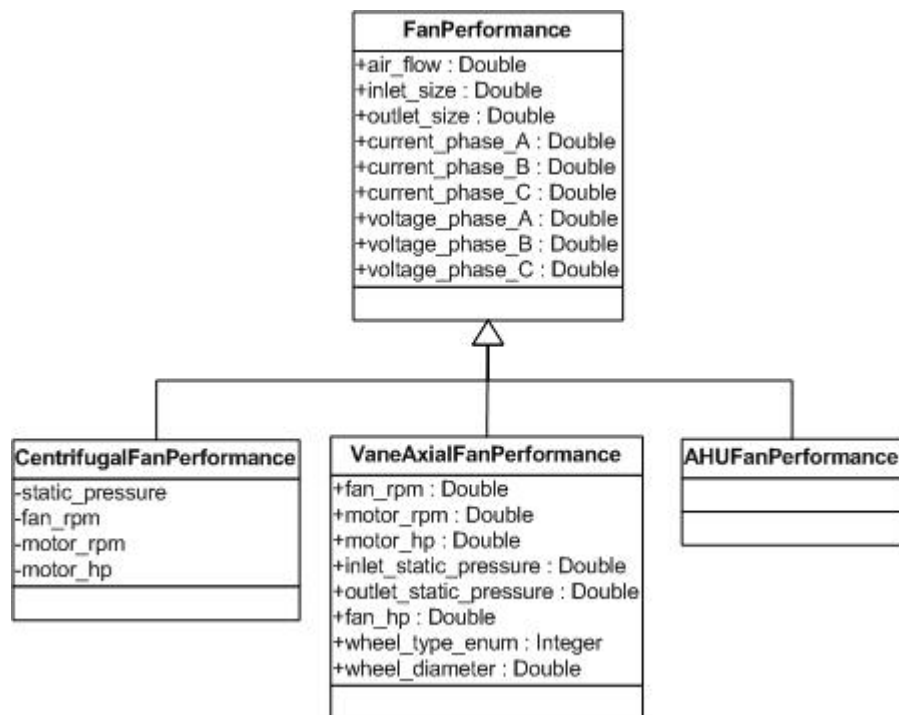 FanPerformance
+air_flow : Double
+inlet_size : Double
+outlet_size : Double
+current_phase_A : Double
+current_phase_B : Double
+current_phase_C : Double
+voltage_phase_A : Double
+voltage_phase_B : Double
+voltage_phase_C : Double
CentrifugalFanPerformance
-static_pressure
-fan_rpm
-motor_rpm
-motor_hp
VaneAxialFanPerformance
+fan_rpm : Double
+motor_rpm : Double
+motor_hp : Double
+inlet_static_pressure : Double
+outlet_static_pressure : Double
+fan_hp : Double
+wheel_type_enum : Integer
+wheel_diameter : Double
AHUFanPerformance